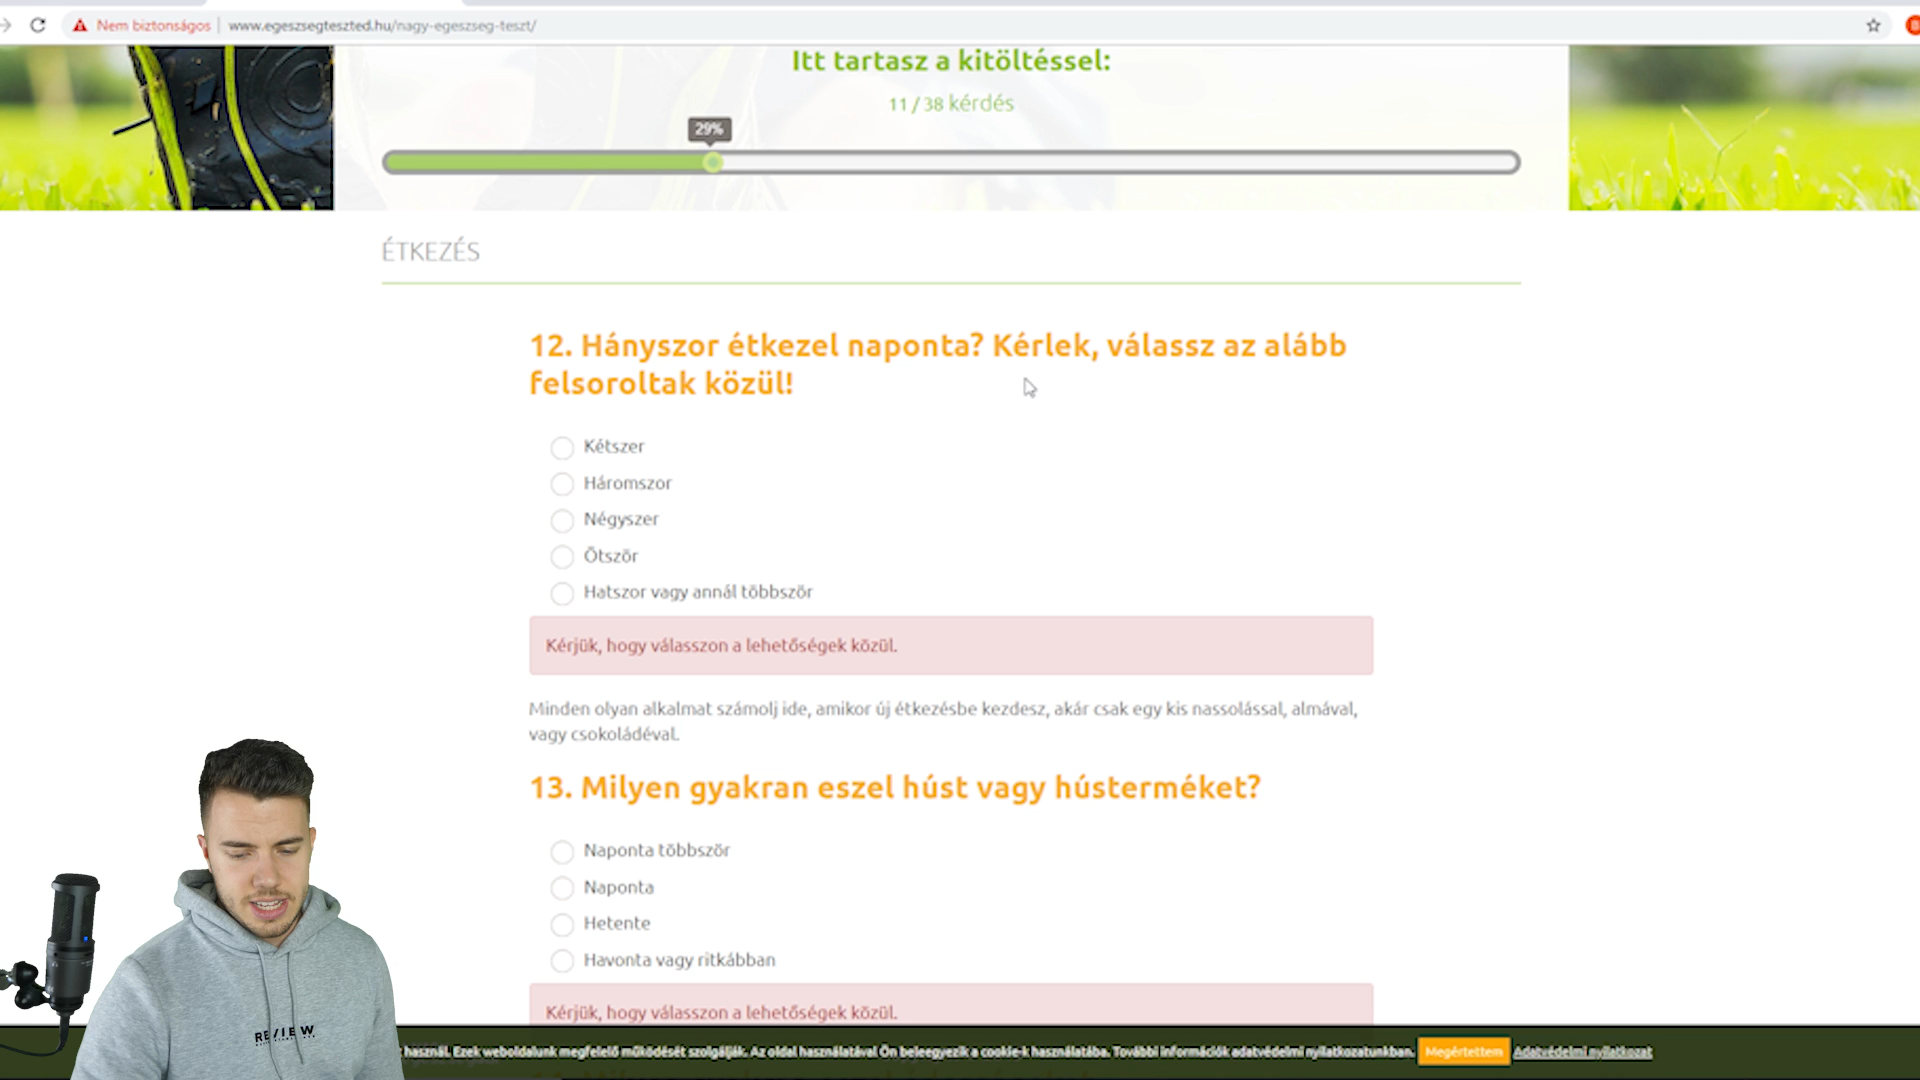 Nem biztonságos | www.egeszsegteszted.hu/nagy-egeszseg-teszt/
Itt tartasz a kitöltéssel:
11 / 38 kérdés
29%
ÉTKEZÉS
12. Hányszor étkezel naponta? Kérlek, válassz az alább
felsoroltak közül!
Kétszer
Háromszor
Négyszer
Ötször
Hatszor vagy annál többször
Kérjük, hogy válasszon a lehetőségek közül.
Minden olyan alkalmat számolj ide, amikor új étkezésbe kezdesz, akár csak egy kis nassolással, almával,
vagy csokoládéval.
13. Milyen gyakran eszel húst vagy hústerméket?
Naponta többször
Naponta
Hetente
Havonta vagy ritkábban
Kérjük, hogy válasszon a lehetőségek közül.
REVIEW
használ. Ezek weboldalunk megfelelő működését szolgálják. Az oldal használatával Ön beleegyezik a cookie-k használatába. További információk adatvédelmi nyilatkozatunkban. Megértettem Adatvédelmi nyilatkozat